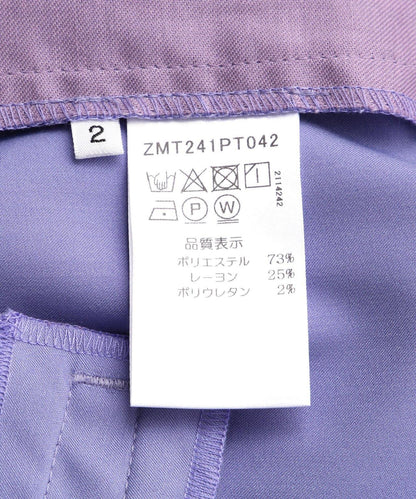 2
ZMT241PT042
2114242
P W
品質表示
ポリエステル 73%
レーヨン 25%
ポリウレタン 2%